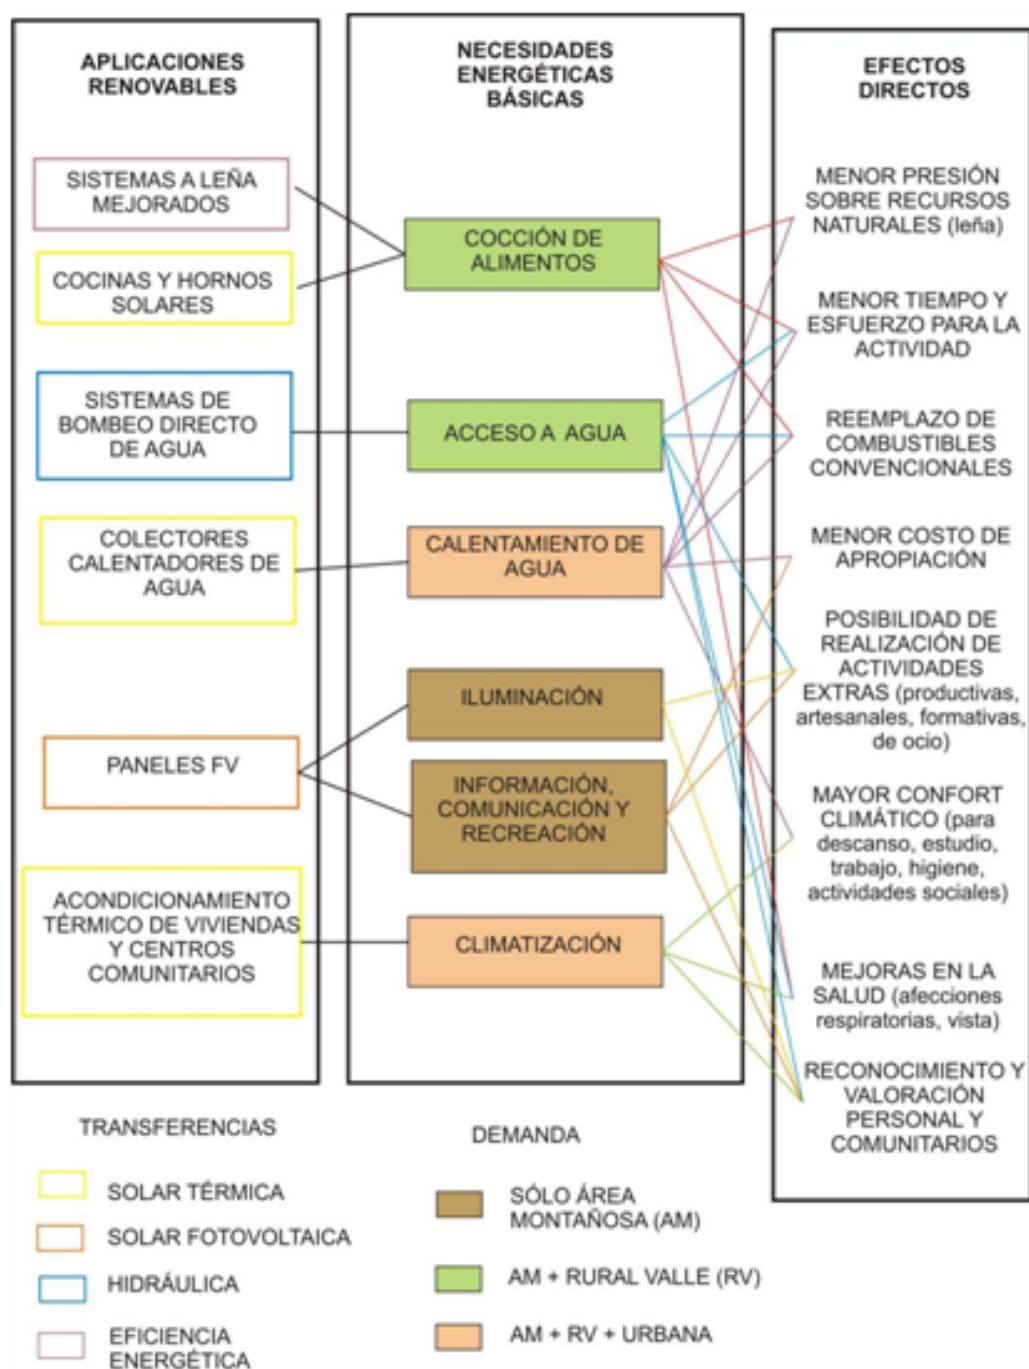 APLICACIONES
RENOVABLES
SISTEMAS A LEÑA
MEJORADOS
COCINAS Y HORNOS
SOLARES
SISTEMAS DE
BOMBEO DIRECTO
DE AGUA
COLECTORES
CALENTADORES DE
AGUA
PANELES FV
ACONDICIONAMIENTO
TÉRMICO DE VIVIENDAS
Y CENTROS
COMUNITARIOS
NECESIDADES
ENERGÉTICAS
BÁSICAS
COCCIÓN DE
ALIMENTOS
ACCESO A AGUA
CALENTAMIENTO DE
AGUA
ILUMINACIÓN
INFORMACIÓN,
COMUNICACIÓN Y
RECREACIÓN
CLIMATIZACIÓN
EFECTOS
DIRECTOS
MENOR PRESIÓN
SOBRE RECURSOS
NATURALES (leña)
MENOR TIEMPO Y
ESFUERZO PARA LA
ACTIVIDAD
REEMPLAZO DE
COMBUSTIBLES
CONVENCIONALES
MENOR COSTO DE
APROPIACIÓN
POSIBILIDAD DE
REALIZACIÓN DE
ACTIVIDADES
EXTRAS (productivas,
artesanales, formativas,
de ocio)
MAYOR CONFORT
CLIMÁTICO (para
descanso, estudio,
trabajo, higiene,
actividades sociales)
MEJORAS EN LA
SALUD (afecciones
respiratorias, vista)
RECONOCIMIENTO Y
VALORACIÓN
PERSONAL Y
COMUNITARIOS
TRANSFERENCIAS
SOLAR TÉRMICA
SOLAR FOTOVOLTAICA
HIDRÁULICA
EFICIENCIA
ENERGÉTICA
DEMANDA
SÓLO ÁREA
MONTAÑOSA (AM)
AM + RURAL VALLE (RV)
AM + RV + URBANA